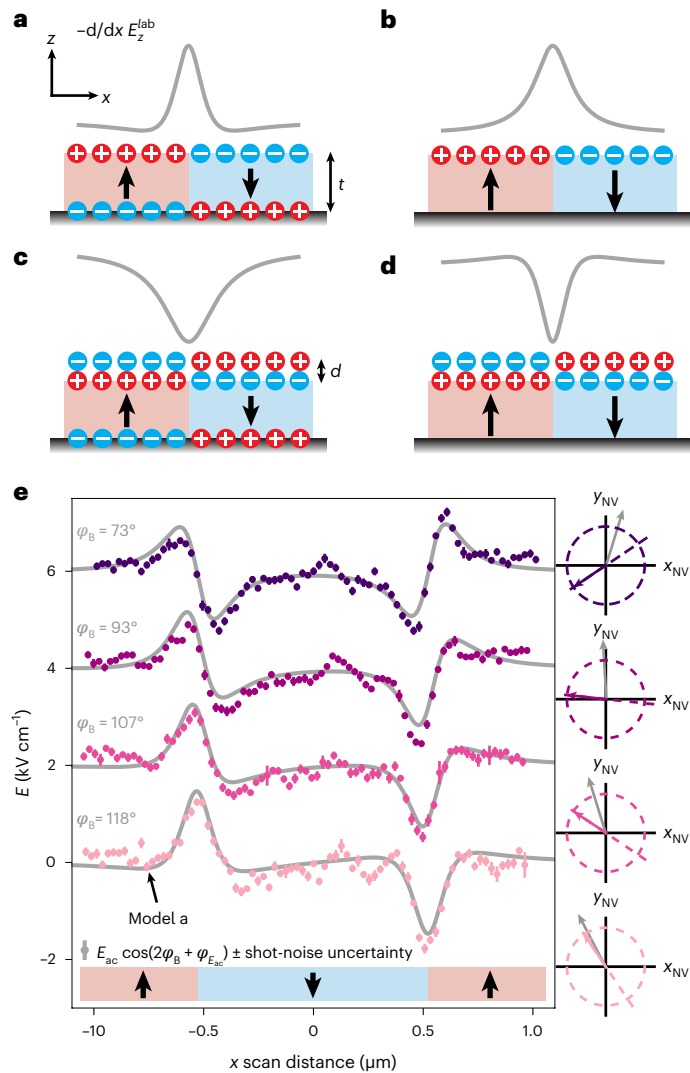 a
b
−d/dx E_z^lab
z
x
t
c
d
d
e
φ_B = 73°
φ_B = 93°
φ_B = 107°
φ_B = 118°
Model a
E_ac cos(2φ_B + φ_E_ac) ± shot-noise uncertainty
6
4
2
0
−2
E (kV cm⁻¹)
−10
−0.5
0
0.5
1.0
x scan distance (μm)
y_NV
x_NV
y_NV
x_NV
y_NV
x_NV
y_NV
x_NV